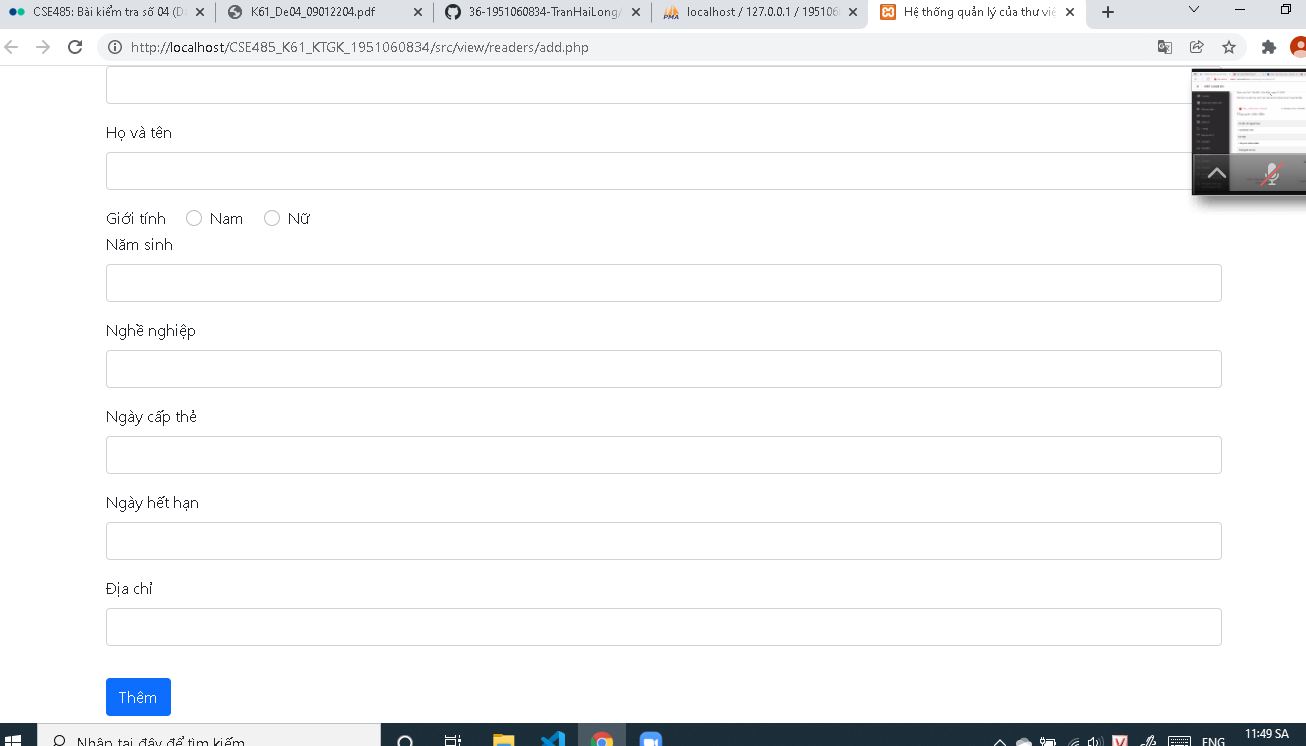 CSE485: Bài kiểm tra số 04 (Đ
K61_De04_09012204.pdf
36-1951060834-TranHaiLong/
localhost / 127.0.0.1 / 195106
Hệ thống quản lý của thư viê
http://localhost/CSE485_K61_KTGK_1951060834/src/view/readers/add.php
Họ và tên
Giới tính Nam Nữ
Năm sinh
Nghề nghiệp
Ngày cấp thẻ
Ngày hết hạn
Địa chỉ
Thêm
Nhập tại đây để tìm kiếm
ENG
11:49 SA